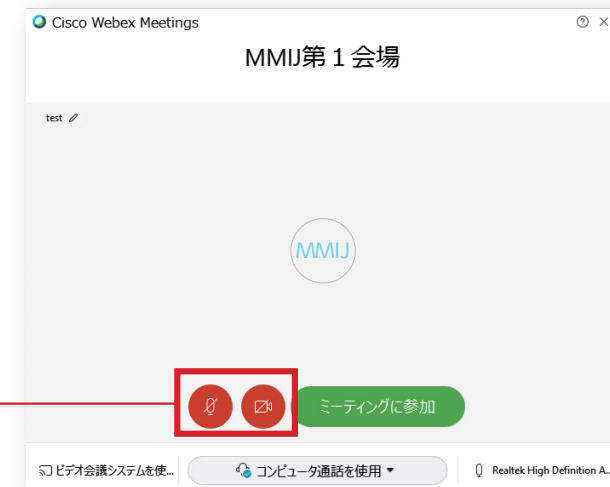 Cisco Webex Meetings
MMIJ第1会場
test
MMIJ
ミーティングに参加
ビデオ会議システムを使...
コンピュータ通話を使用
Realtek High Definition A...